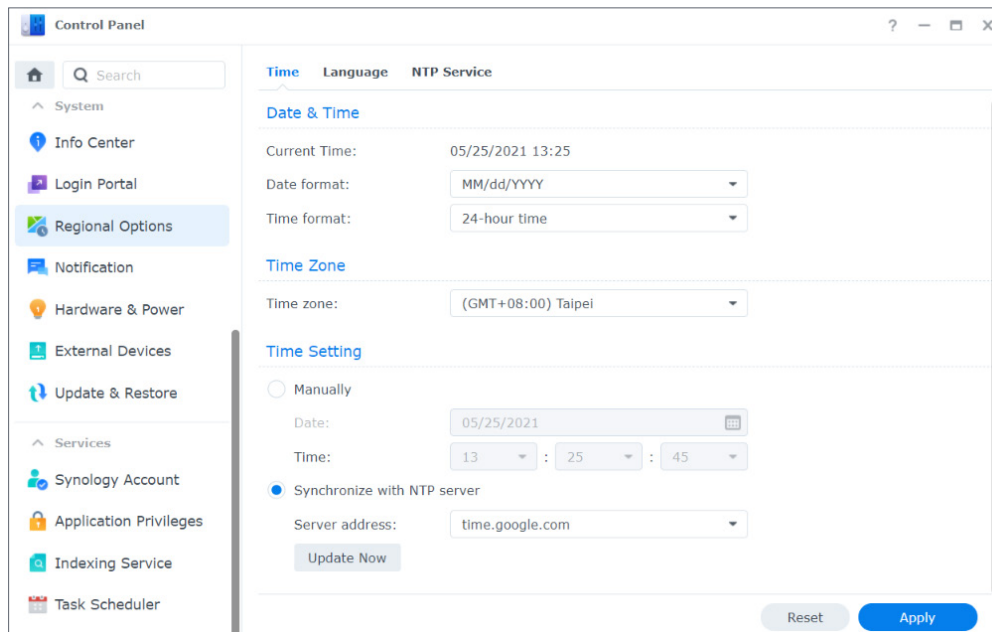 Control Panel
?
Search
System
Info Center
Login Portal
Regional Options
Notification
Hardware & Power
External Devices
Update & Restore
Services
Synology Account
Application Privileges
Indexing Service
Task Scheduler
Time Language NTP Service
Date & Time
Current Time: 05/25/2021 13:25
Date format: MM/dd/YYYY
Time format: 24-hour time
Time Zone
Time zone: (GMT+08:00) Taipei
Time Setting
Manually
Date: 05/25/2021
Time: 13 : 25 : 45
Synchronize with NTP server
Server address: time.google.com
Update Now
Reset Apply